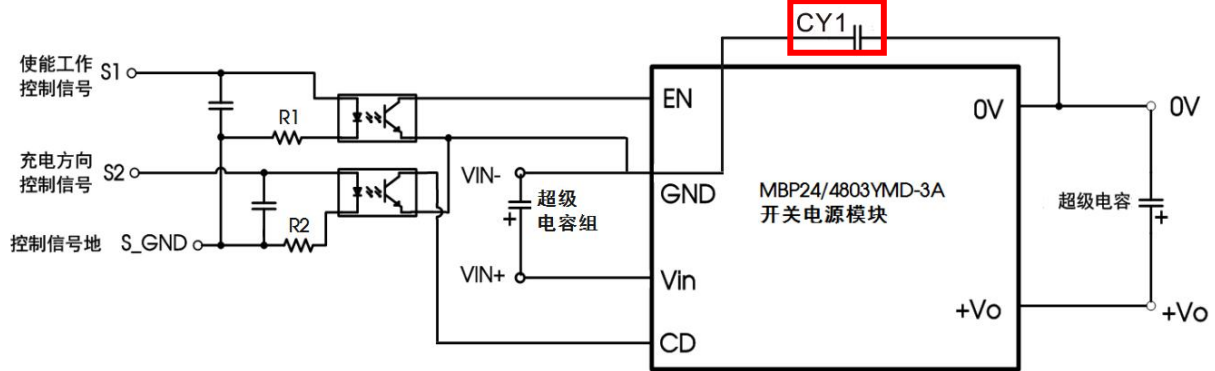 CY1
使能工作
控制信号
S1
R1
EN
0V
0V
充电方向
控制信号
S2
VIN-
超级
电容组
GND
MBP24/4803YMD-3A
开关电源模块
超级电容
R2
控制信号地
S_GND
VIN+
Vin
+Vo
+Vo
CD